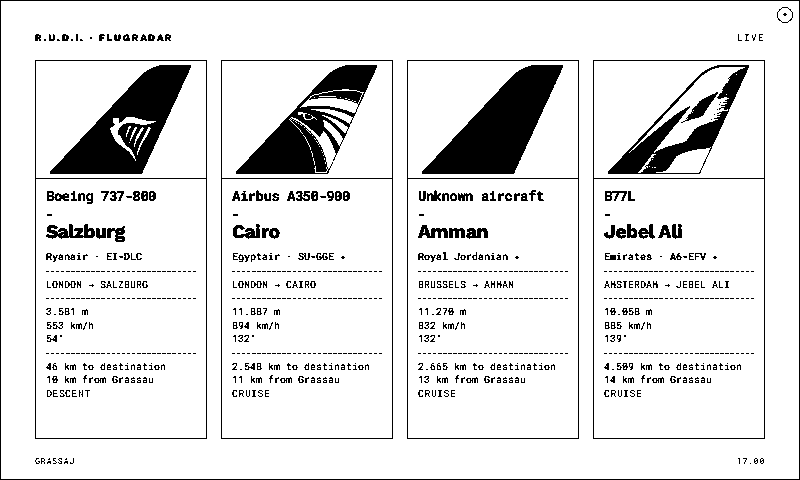 R.U.D.I. · FLUGRADAR
LIVE
Boeing 737-800
-
Salzburg
Ryanair · EI-DLC
LONDON → SALZBURG
3.581 m
553 km/h
54°
46 km to destination
10 km from Grassau
DESCENT
Airbus A350-900
-
Cairo
Egyptair · SU-GGE ✦
LONDON → CAIRO
11.887 m
894 km/h
132°
2.548 km to destination
11 km from Grassau
CRUISE
Unknown aircraft
-
Amman
Royal Jordanian ✦
BRUSSELS → AMMAN
11.270 m
832 km/h
132°
2.665 km to destination
13 km from Grassau
CRUISE
B77L
-
Jebel Ali
Emirates · A6-EFV ✦
AMSTERDAM → JEBEL ALI
10.058 m
885 km/h
139°
4.509 km to destination
14 km from Grassau
CRUISE
GRASSAU
17.00